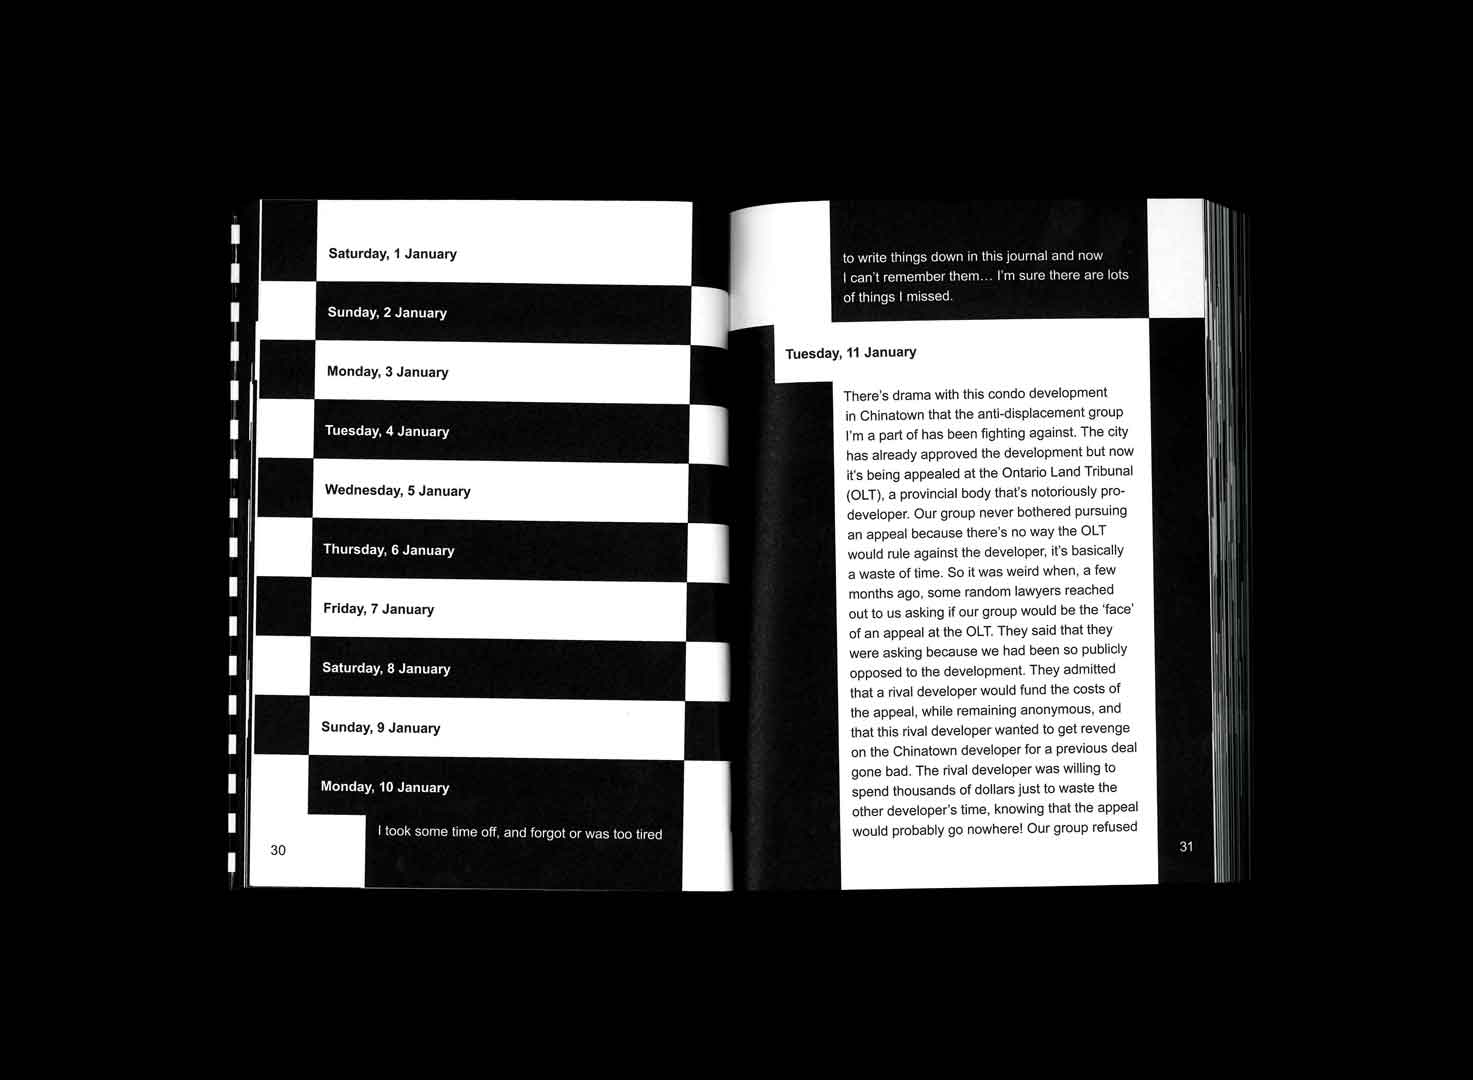 Saturday, 1 January
Sunday, 2 January
Monday, 3 January
Tuesday, 4 January
Wednesday, 5 January
Thursday, 6 January
Friday, 7 January
Saturday, 8 January
Sunday, 9 January
Monday, 10 January
I took some time off, and forgot or was too tired
30
to write things down in this journal and now
I can’t remember them… I’m sure there are lots
of things I missed.
Tuesday, 11 January
There’s drama with this condo development
in Chinatown that the anti-displacement group
I’m a part of has been fighting against. The city
has already approved the development but now
it’s being appealed at the Ontario Land Tribunal
(OLT), a provincial body that’s notoriously pro-
developer. Our group never bothered pursuing
an appeal because there’s no way the OLT
would rule against the developer, it’s basically
a waste of time. So it was weird when, a few
months ago, some random lawyers reached
out to us asking if our group would be the ‘face’
of an appeal at the OLT. They said that they
were asking because we had been so publicly
opposed to the development. They admitted
that a rival developer would fund the costs of
the appeal, while remaining anonymous, and
that this rival developer wanted to get revenge
on the Chinatown developer for a previous deal
gone bad. The rival developer was willing to
spend thousands of dollars just to waste the
other developer’s time, knowing that the appeal
would probably go nowhere! Our group refused
31